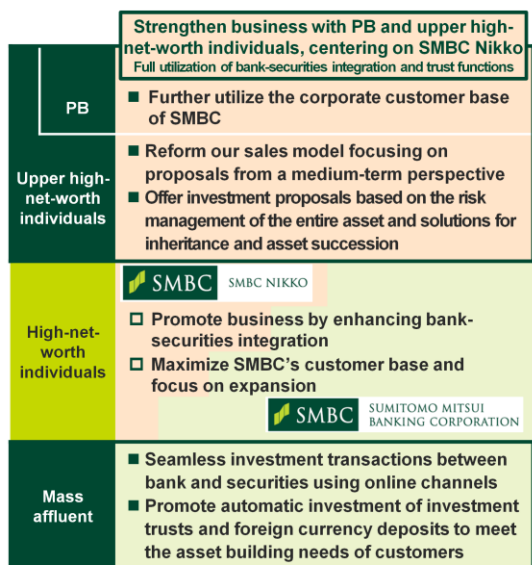 Strengthen business with PB and upper high-
net-worth individuals, centering on SMBC Nikko
Full utilization of bank-securities integration and trust functions
PB
■ Further utilize the corporate customer base
of SMBC
Upper high-
net-worth
individuals
■ Reform our sales model focusing on
proposals from a medium-term perspective
■ Offer investment proposals based on the risk
management of the entire asset and solutions for
inheritance and asset succession
SMBC SMBC NIKKO
High-net-
worth
individuals
□ Promote business by enhancing bank-
securities integration
□ Maximize SMBC's customer base and
focus on expansion
SMBC SUMITOMO MITSUI
BANKING CORPORATION
Mass
affluent
■ Seamless investment transactions between
bank and securities using online channels
■ Promote automatic investment of investment
trusts and foreign currency deposits to meet
the asset building needs of customers